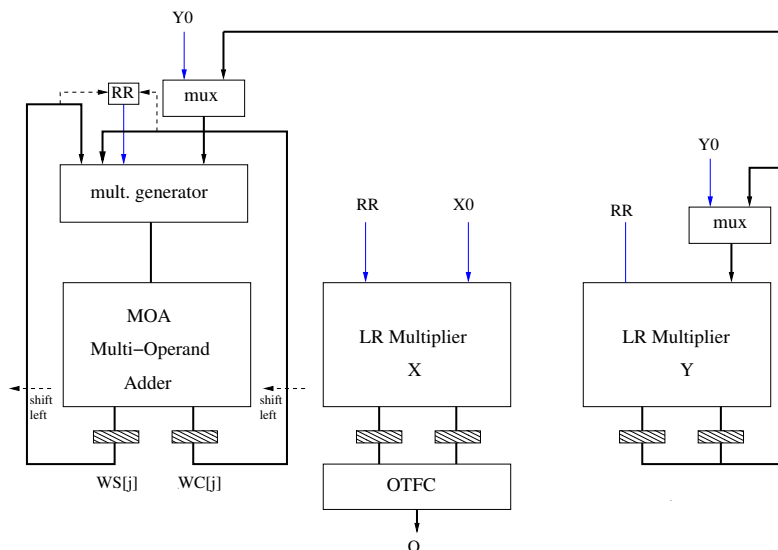 Y0
RR
mux
Y0
mult. generator
mux
RR
X0
RR
MOA
Multi−Operand
Adder
LR Multiplier
X
LR Multiplier
Y
shift
left
shift
left
WS[j]
WC[j]
OTFC
Q